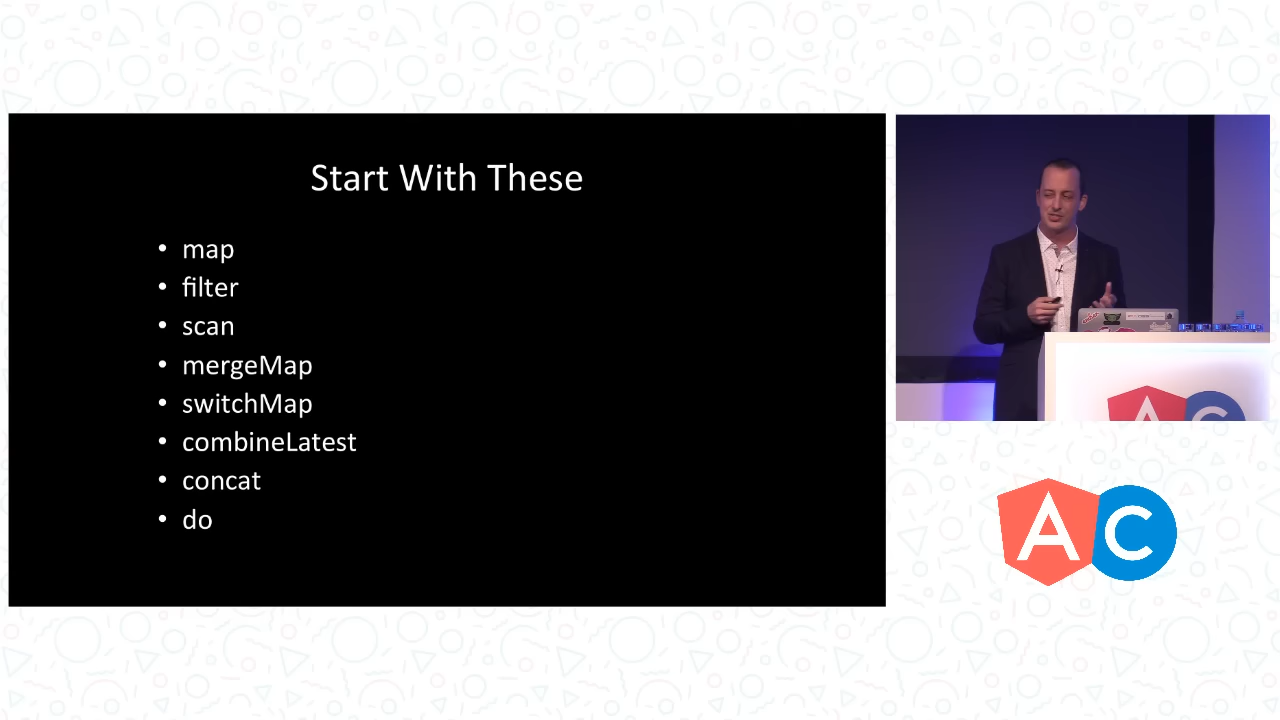 Start With These
• map
• filter
• scan
• mergeMap
• switchMap
• combineLatest
• concat
• do
AC